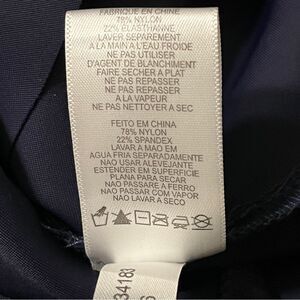 FABRIQUE EN CHINE
78% NYLON
22% ELASTHANNE
LAVER SEPAREMENT
A LA MAIN A L'EAU FROIDE
NE PAS UTILISER
D'AGENT DE BLANCHIMENT
FAIRE SECHER A PLAT
NE PAS REPASSER
NE PAS REPASSER
A LA VAPEUR
NE PAS NETTOYER A SEC
FEITO EM CHINA
78% NYLON
22% SPANDEX
LAVAR A MAO EM
AGUA FRIA SEPARADAMENTE
NAO USAR ALEVEJANTE
ESTENDER EM SUPERFICIE
PLANA PARA SECAR
NAO PASSARE A FERRO
NAO PASSAR COM VAPOR
NAO LAVAR A SECO
34183